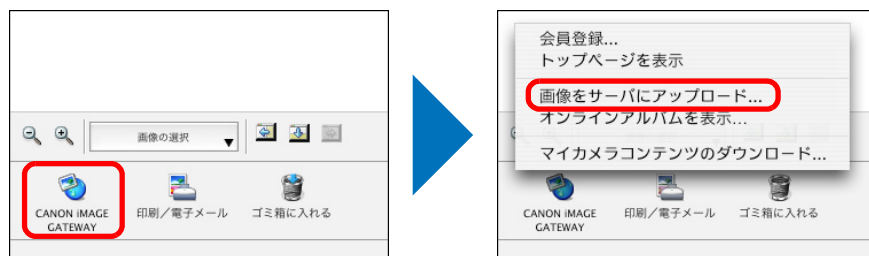 画像の選択
CANON iMAGE
GATEWAY
印刷／電子メール
ゴミ箱に入れる
会員登録...
トップページを表示
画像をサーバにアップロード...
オンラインアルバムを表示...
マイカメラコンテンツのダウンロード...
CANON iMAGE
GATEWAY
印刷／電子メール
ゴミ箱に入れる